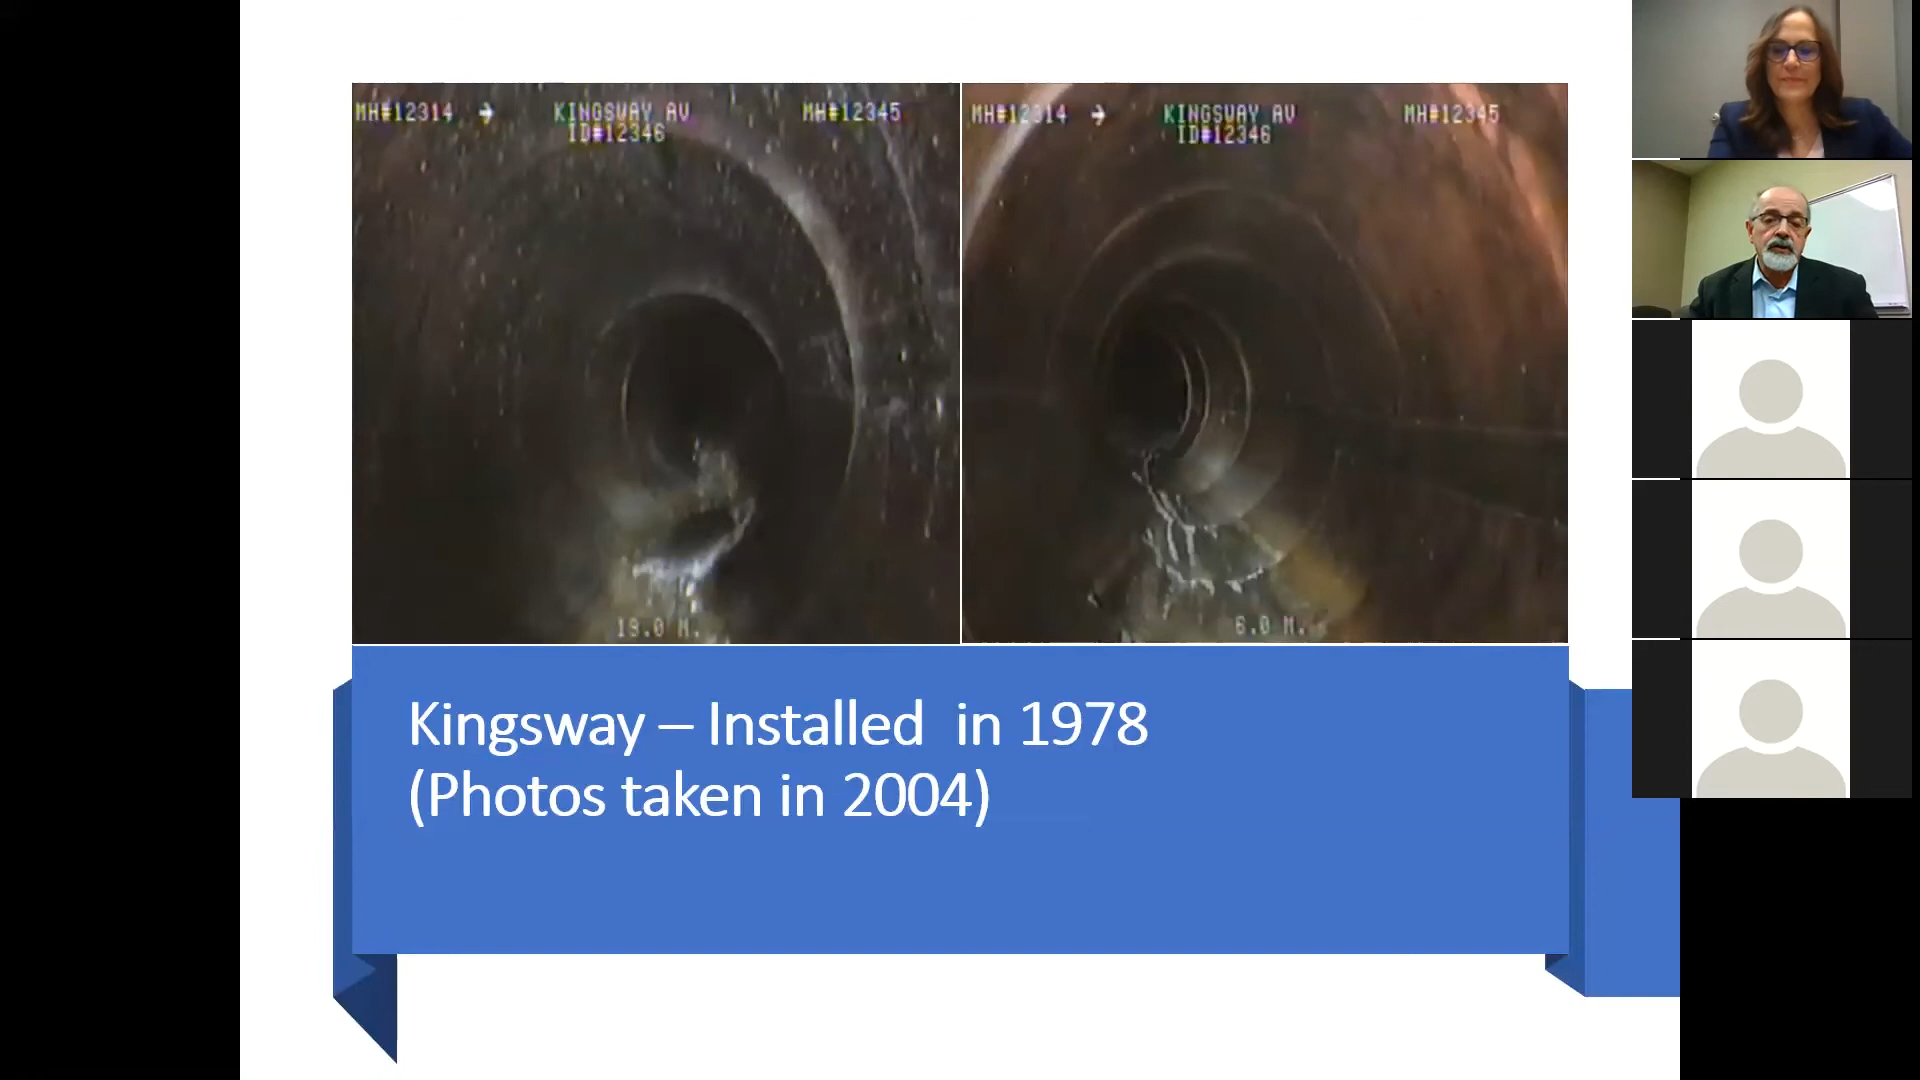 MH#12314 → KINGSWAY AV MH#12345
ID#12346
19.0 M.
MH#12314 → KINGSWAY AV MH#12345
ID#12346
6.0 M.
Kingsway – Installed in 1978
(Photos taken in 2004)